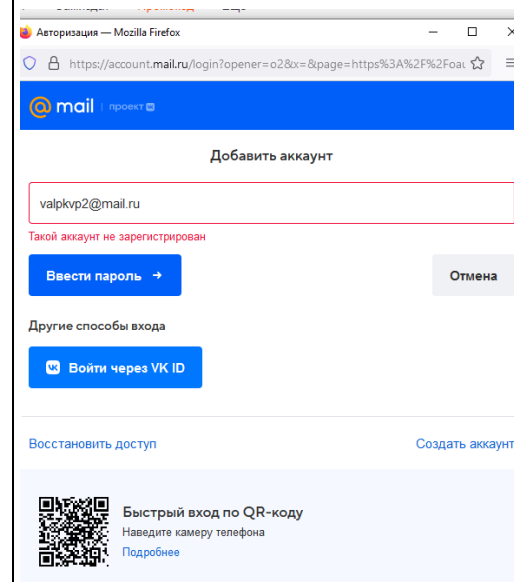 Авторизация — Mozilla Firefox
https://account.mail.ru/login?opener=o2&x=&page=https%3A%2F%2Foau
@mail | проект
Добавить аккаунт
valpkvp2@mail.ru
Такой аккаунт не зарегистрирован
Ввести пароль → Отмена
Другие способы входа
Войти через VK ID
Восстановить доступ Создать аккаунт
Быстрый вход по QR-коду
Наведите камеру телефона
Подробнее